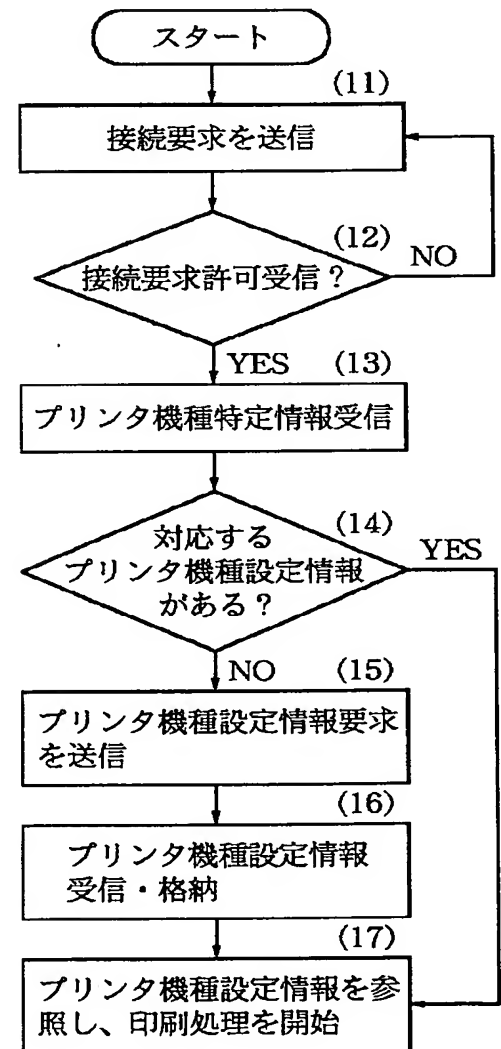 スタート
(11)
接続要求を送信
(12)
接続要求許可受信？
NO
YES
(13)
プリンタ機種特定情報受信
(14)
対応する
プリンタ機種設定情報
がある？
YES
NO
(15)
プリンタ機種設定情報要求
を送信
(16)
プリンタ機種設定情報
受信・格納
(17)
プリンタ機種設定情報を参
照し、印刷処理を開始